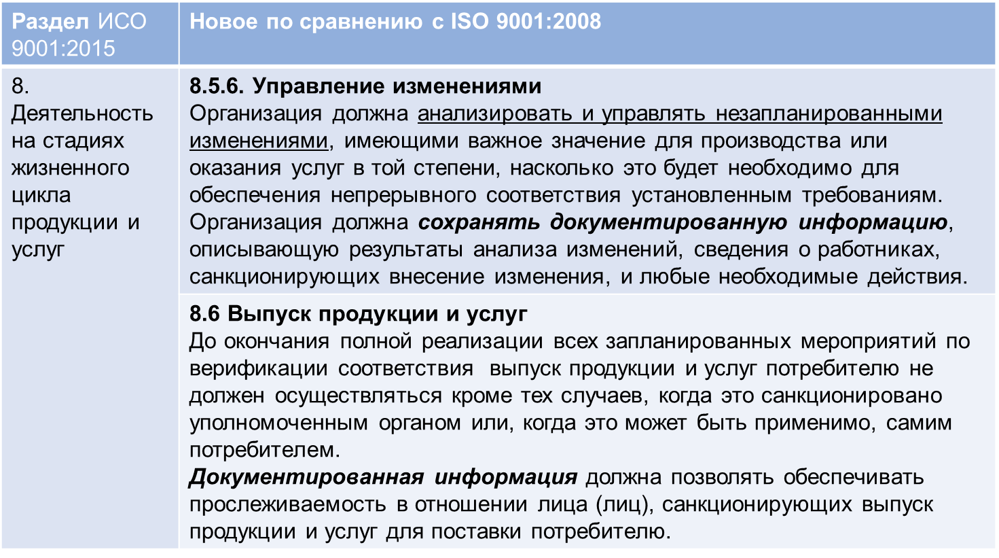 Раздел ИСО
9001:2015
Новое по сравнению с ISO 9001:2008
8.
Деятельность
на стадиях
жизненного
цикла
продукции и
услуг
8.5.6. Управление изменениями
Организация должна анализировать и управлять незапланированными
изменениями, имеющими важное значение для производства или
оказания услуг в той степени, насколько это будет необходимо для
обеспечения непрерывного соответствия установленным требованиям.
Организация должна сохранять документированную информацию,
описывающую результаты анализа изменений, сведения о работниках,
санкционирующих внесение изменения, и любые необходимые действия.
8.6 Выпуск продукции и услуг
До окончания полной реализации всех запланированных мероприятий по
верификации соответствия выпуск продукции и услуг потребителю не
должен осуществляться кроме тех случаев, когда это санкционировано
уполномоченным органом или, когда это может быть применимо, самим
потребителем.
Документированная информация должна позволять обеспечивать
прослеживаемость в отношении лица (лиц), санкционирующих выпуск
продукции и услуг для поставки потребителю.